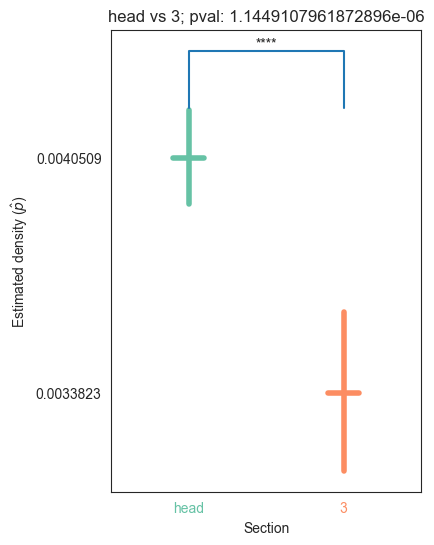 head vs 3; pval: 1.1449107961872896e-06
****
0.0040509
Estimated density (p̂)
0.0033823
head
3
Section